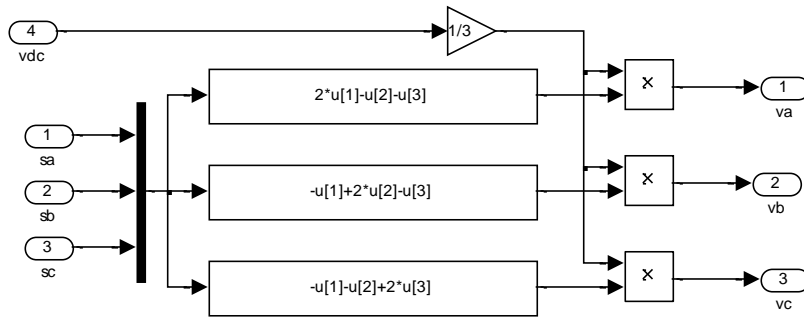 4
vdc
1/3
2*u[1]-u[2]-u[3]
×
1
va
1
sa
2
sb
3
sc
-u[1]+2*u[2]-u[3]
×
2
vb
-u[1]-u[2]+2*u[3]
×
3
vc